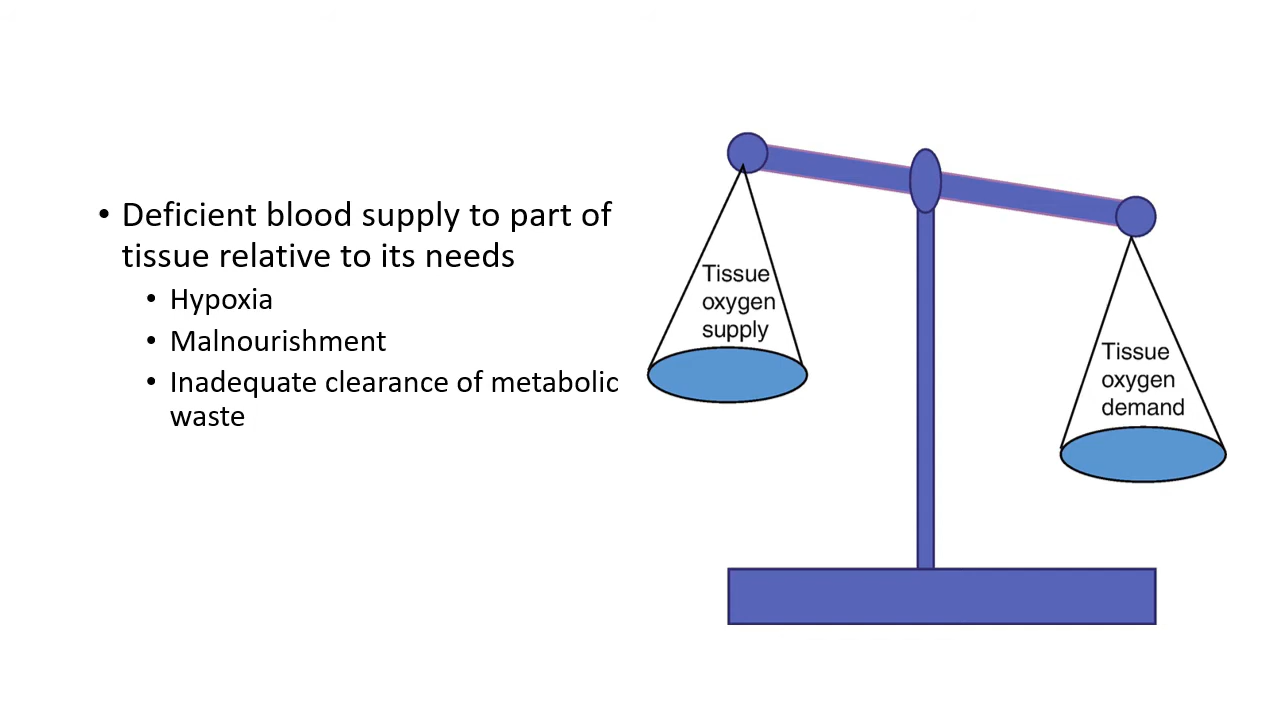 • Deficient blood supply to part of
tissue relative to its needs
• Hypoxia
• Malnourishment
• Inadequate clearance of metabolic
waste
Tissue
oxygen
supply
Tissue
oxygen
demand